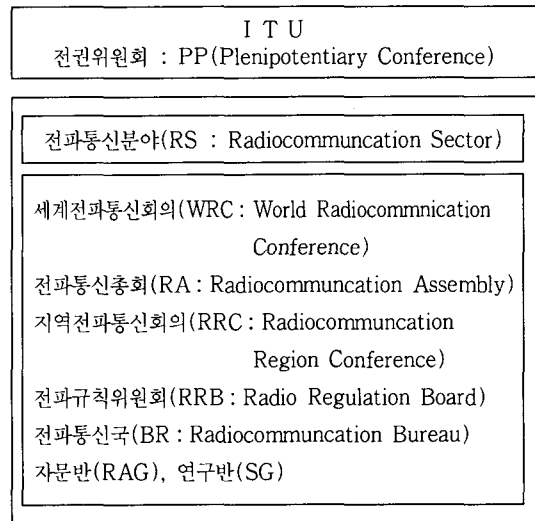 I T U
전권위원회 : PP(Plenipotentiary Conference)
전파통신분야(RS : Radiocommuncation Sector)
세계전파통신회의(WRC : World Radiocommnication
Conference)
전파통신총회(RA : Radiocommuncation Assembly)
지역전파통신회의(RRC : Radiocommuncation
Region Conference)
전파규칙위원회(RRB : Radio Regulation Board)
전파통신국(BR : Radiocommuncation Bureau)
자문반(RAG), 연구반(SG)